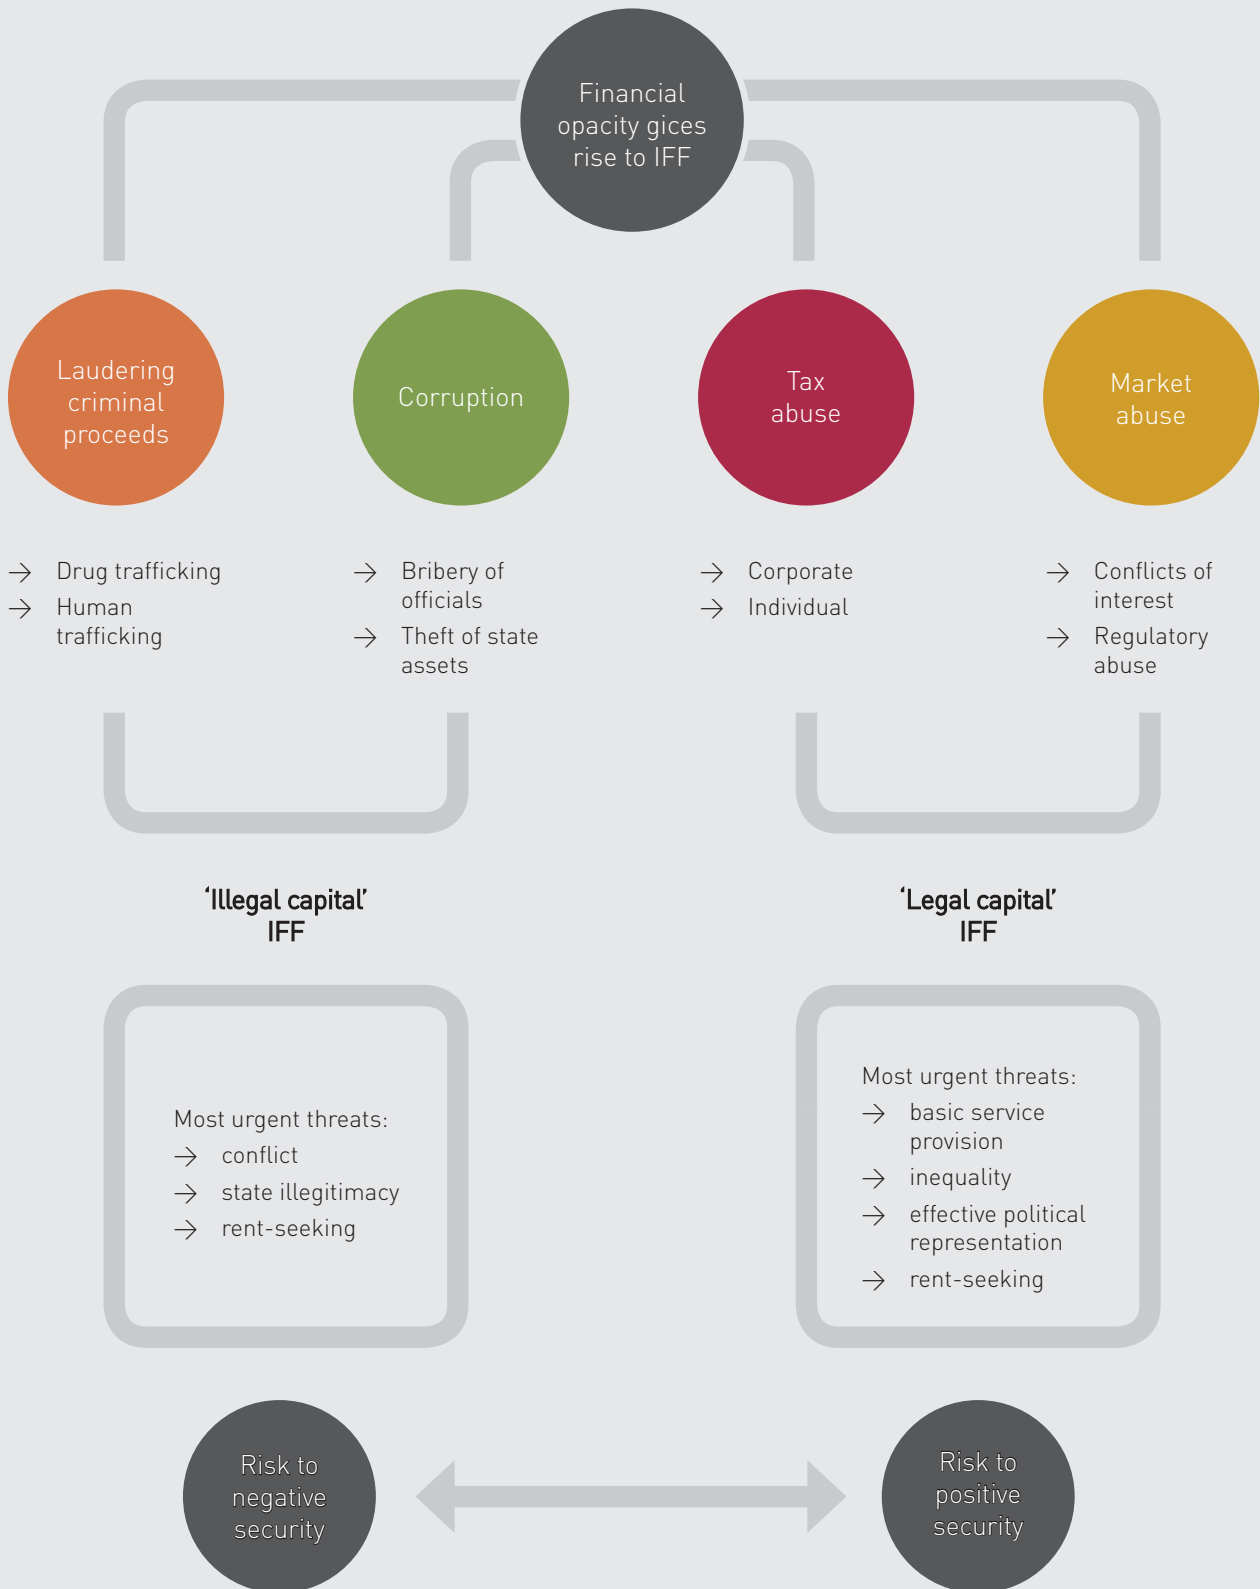 Financial
opacity gices
rise to IFF
Laudering
criminal
proceeds
Corruption
Tax
abuse
Market
abuse
→ Drug trafficking
→ Human
trafficking
→ Bribery of
officials
→ Theft of state
assets
→ Corporate
→ Individual
→ Conflicts of
interest
→ Regulatory
abuse
‘Illegal capital’
IFF
‘Legal capital’
IFF
Most urgent threats:
→ conflict
→ state illegitimacy
→ rent-seeking
Most urgent threats:
→ basic service
provision
→ inequality
→ effective political
representation
→ rent-seeking
Risk to
negative
security
Risk to
positive
security